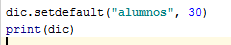 dic.setdefault("alumnos", 30)
print(dic)